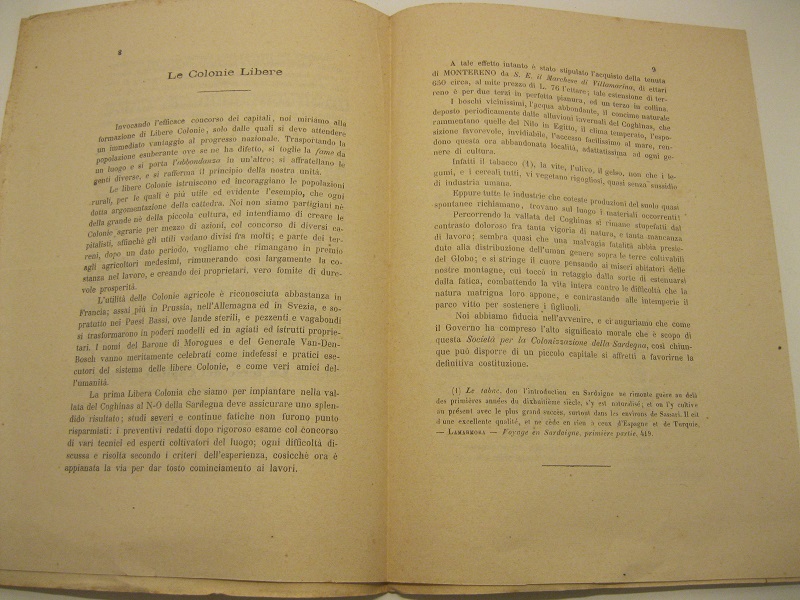 8
Le Colonie Libere
Invocando l'efficace concorso dei capitali, noi miriamo alla
formazione di Libere Colonie, solo dalle quali si deve attendere
un immediato vantaggio al progresso nazionale. Trasportando la
popolazione esuberante ove se ne ha difetto, si toglie la fame da
un luogo e si porta l'abbondanza in un'altro; si affratellano le
genti diverse, e si rafferma il principio della nostra unità.
Le libere Colonie istruiscono ed incoraggiano le popolazioni
rurali, per le quali è più utile ed evidente l'esempio, che ogni
dotta argomentazione della cattedra. Noi non siamo partigiani nè
della grande nè della piccola cultura, ed intendiamo di creare le
Colonie agrarie per mezzo di azioni, col concorso di diversi ca-
pitalisti, affinchè gli utili vadano divisi fra molti; e parte dei ter-
reni, dopo un dato periodo, vogliamo che rimangano in premio
agli agricoltori medesimi, rimunerando così largamente la co-
stanza nel lavoro, e creando dei proprietari, vero fomite di dure-
vole prosperità.
L'utilità delle Colonie agricole è riconosciuta abbastanza in
Francia; assai più in Prussia, nell'Allemagna ed in Svezia, e so-
pratutto nei Paesi Bassi, ove lande sterili, e pezzenti e vagabondi
si trasformarono in poderi modelli ed in agiati ed istrutti proprie-
tari. I nomi del Barone di Morogues e del Generale Van-Den-
Bosch vanno meritamente celebrati come indefessi e pratici ese-
cutori del sistema delle libere Colonie, e come veri amici del-
l'umanità.
La prima Libera Colonia che siamo per impiantare nella val-
lata del Coghinas al N-O della Sardegna deve assicurare uno splen-
dido risultato; studi severi e continue fatiche non furono punto
risparmiati: i preventivi redatti dopo rigoroso esame col concorso
di vari tecnici ed esperti coltivatori del luogo; ogni difficoltà di-
scussa e risolta secondo i criteri dell'esperienza, cosicchè ora è
appianata la via per dar tosto cominciamento ai lavori.
9
A tale effetto intanto è stato stipulato l'acquisto della tenuta
di MONTERENO da S. E. il Marchese di Villamarina, di ettari
650 circa, al mite prezzo di L. 76 l'ettare; tale estensione di ter-
reno è per due terzi in perfetta pianura, ed un terzo in collina.
I boschi vicinissimi, l'acqua abbondante, il concime naturale
deposto periodicamente dalle alluvioni invernali del Coghinas, che
rammentano quelle del Nilo in Egitto, il clima temperato, l'espo-
sizione favorevole, invidiabile, l'accesso facilissimo al mare, ren-
dono questa ora abbandonata località, adattatissima ad ogni ge-
nere di cultura.
Infatti il tabacco (1), la vite, l'ulivo, il gelso, non che i le-
gumi, e i cereali tutti, vi vegetano rigogliosi, quasi senza sussidio
di industria umana.
Eppure tutte le industrie che coteste produzioni del suolo quasi
spontanee richiamano, trovano sul luogo i materiali occorrenti!
Percorrendo la vallata del Coghinas si rimane stupefatti dal
contrasto doloroso fra tanta vigoria di natura, e tanta mancanza
di lavoro; sembra quasi che una malvagia fatalità abbia presie-
duto alla distribuzione dell'uman genere sopra le terre coltivabili
del Globo; e si stringe il cuore pensando ai miseri abitatori delle
nostre montagne, cui toccò in retaggio dalla sorte di estenuarsi
dalla fatica, combattendo la vita intera contro le difficoltà che la
natura matrigna loro appone, e contrastando alle intemperie il
parco vitto per sostenere i figliuoli.
Noi abbiamo fiducia nell'avvenire, e ci auguriamo che come
il Governo ha compreso l'alto significato morale che è scopo di
questa Società per la Colonizzazione della Sardegna, così chiun-
que può disporre di un piccolo capitale si affretti a favorirne la
definitiva costituzione.
(1) Le tabac. don l'introduction en Sardaigne ne rimonte guère au delà
des premières années du dixhuitième siècle, s'y est naturalisé; et on l'y cultive
au présent avec le plus grand succès, surtout dans les environs de Sassari. Il est
d'une excellente qualité, et ne cède en rien à ceux d'Espagne et de Turquie.
— LAMARMORA — Voyage en Sardaigne, première partie. 419.